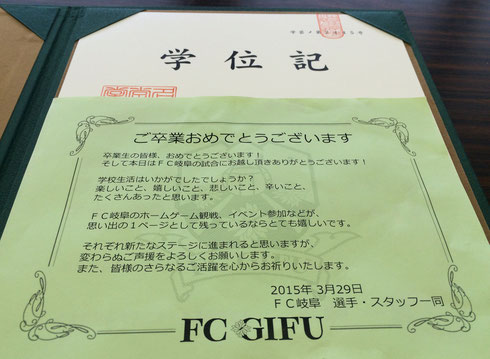 学位記
ご卒業おめでとうございます
卒業生の皆様、おめでとうございます！
そして本日はＦＣ岐阜の試合にお越し頂きありがとうございます！
学校生活はいかがでしたでしょうか？
楽しいこと、嬉しいこと、悲しいこと、辛いこと、
たくさんあったと思います。
ＦＣ岐阜のホームゲーム観戦、イベント参加などが、
思い出の１ページとして残っているならとても嬉しいです。
それぞれ新たなステージに進まれると思いますが、
変わらぬご声援をよろしくお願いします。
また、皆様のさらなるご活躍を心からお祈りいたします。
2015年 3月29日
ＦＣ岐阜　選手・スタッフ一同
FC GIFU